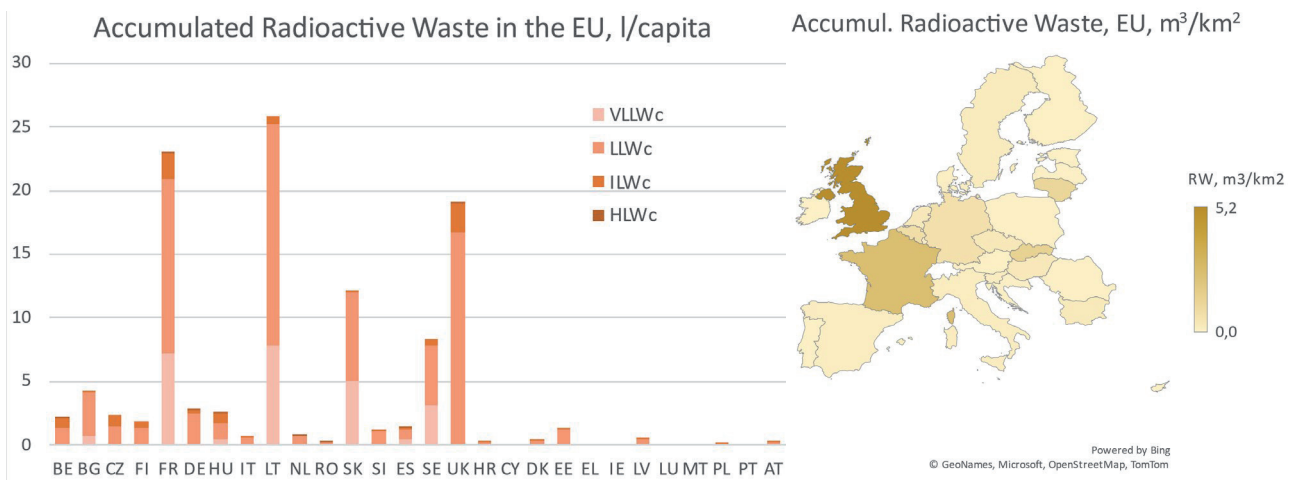 Accumulated Radioactive Waste in the EU, l/capita
30
25
20
15
10
5
0
VLLWc
LLWc
ILWc
HLWc
BE BG CZ FI FR DE HU IT LT NL RO SK SI ES SE UK HR CY DK EE EL IE LV LU MT PL PT AT
Accumul. Radioactive Waste, EU, m³/km²
RW, m3/km2
5,2
0,0
Powered by Bing
© GeoNames, Microsoft, OpenStreetMap, TomTom